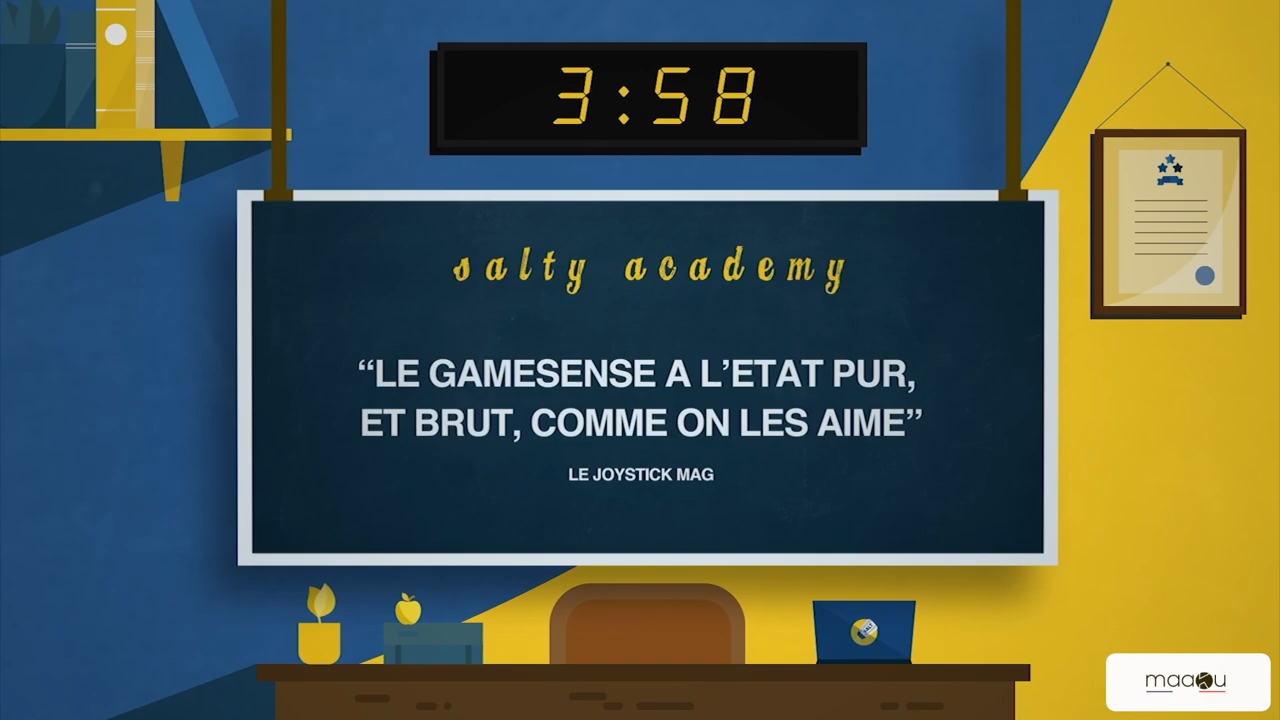 3:58
salty academy
“LE GAMESENSE A L’ETAT PUR,
ET BRUT, COMME ON LES AIME”
LE JOYSTICK MAG
maaKu